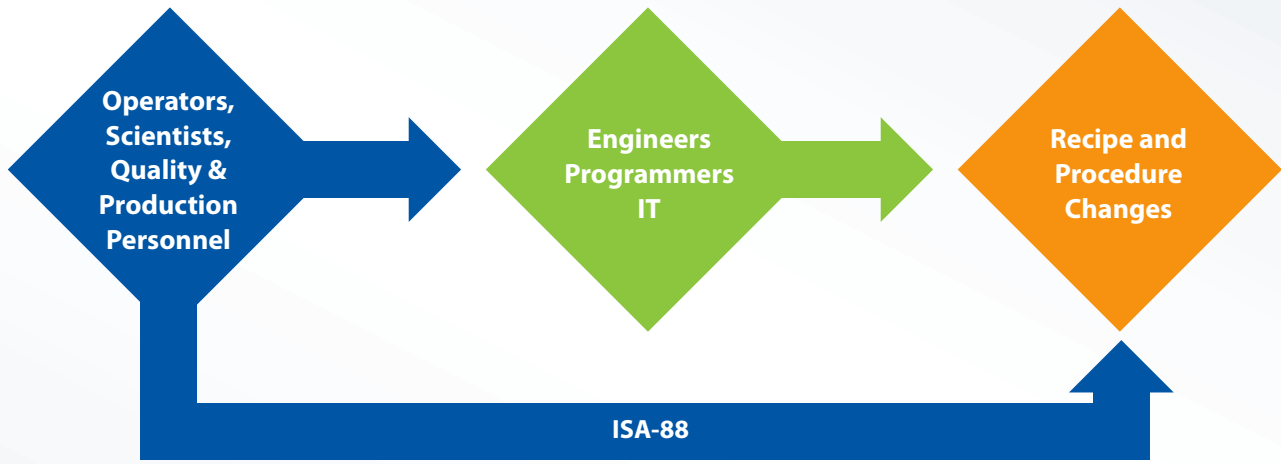 Operators,
Scientists,
Quality &
Production
Personnel
Engineers
Programmers
IT
Recipe and
Procedure
Changes
ISA-88